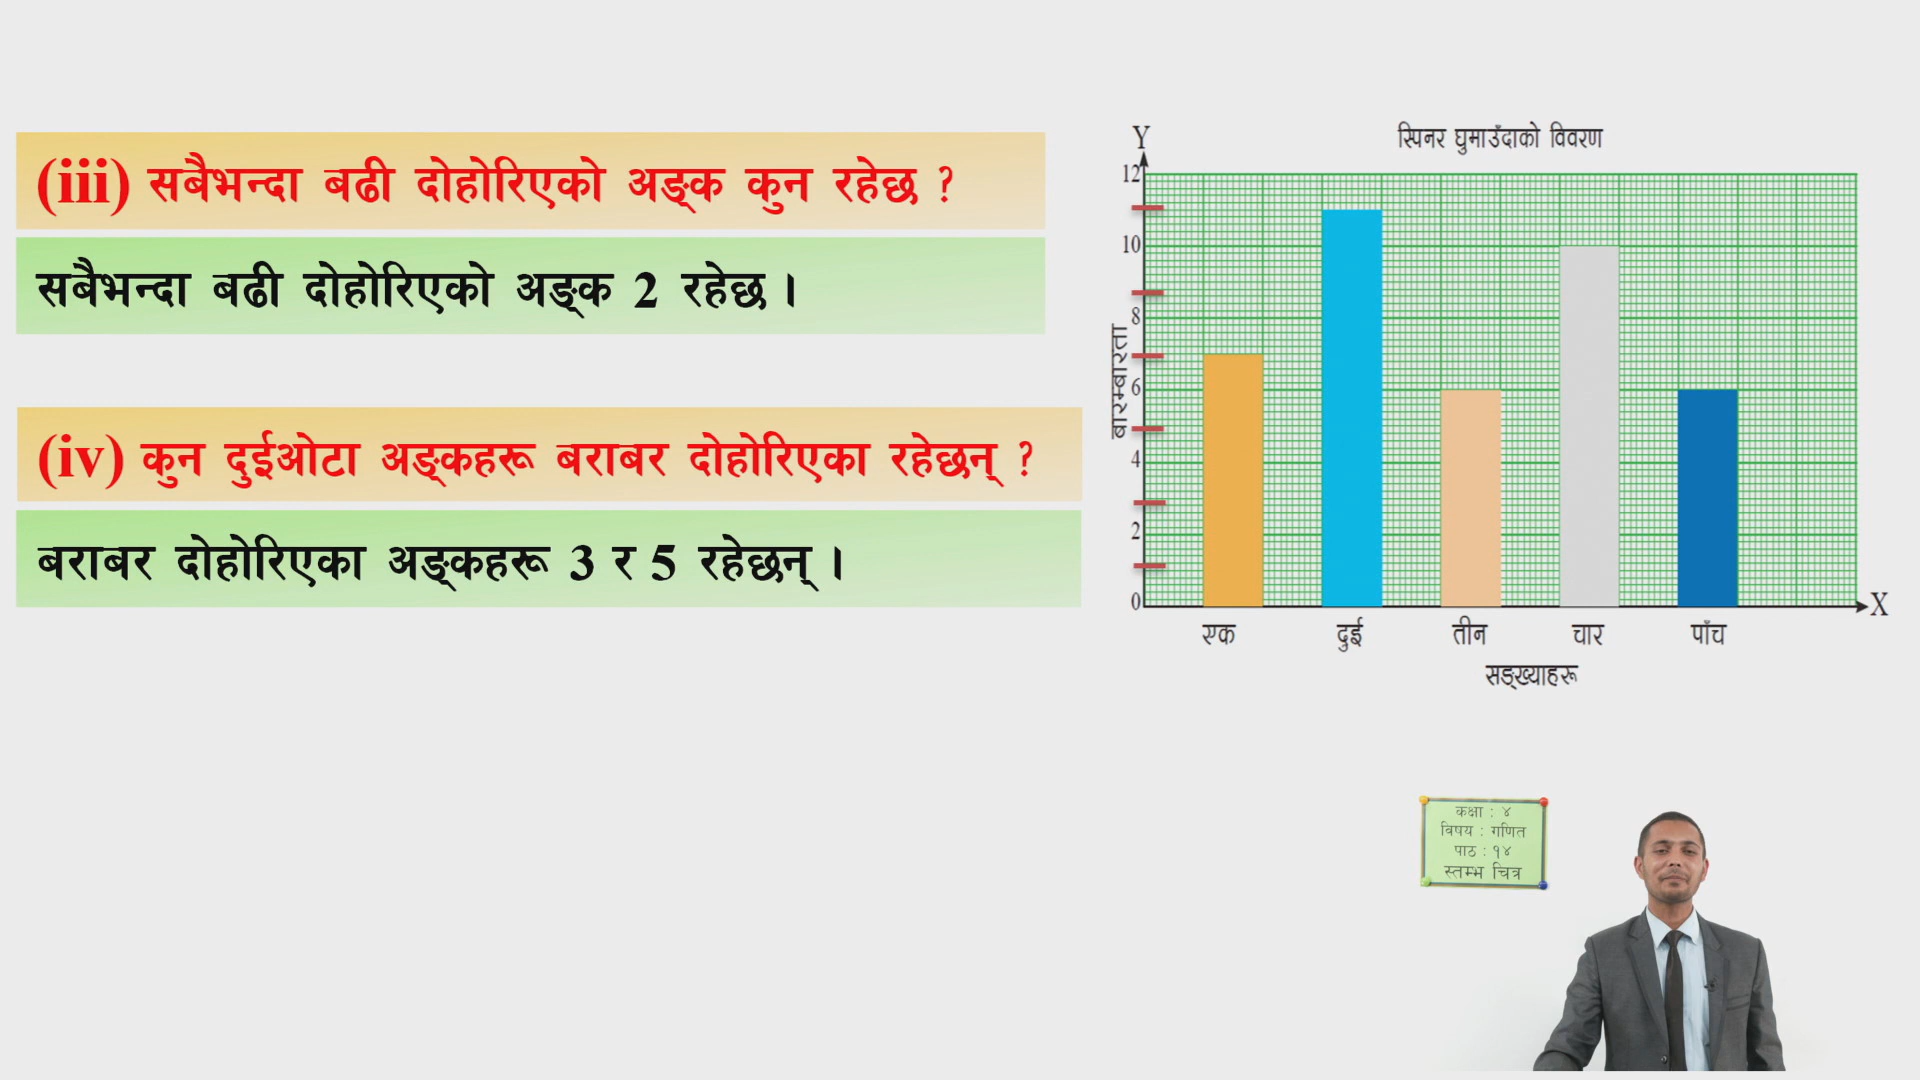 (iii) सबैभन्दा बढी दोहोरिएको अङ्क कुन रहेछ ?
सबैभन्दा बढी दोहोरिएको अङ्क 2 रहेछ ।
(iv) कुन दुईओटा अङ्कहरू बराबर दोहोरिएका रहेछन् ?
बराबर दोहोरिएका अङ्कहरू 3 र 5 रहेछन् ।
स्पिनर घुमाउँदाको विवरण
Y
12
10
8
6
4
2
0
बारम्बारता
X
एक दुई तीन चार पाँच
सङ्ख्याहरू
कक्षा : ४
विषय : गणित
पाठ : १४
स्तम्भ चित्र